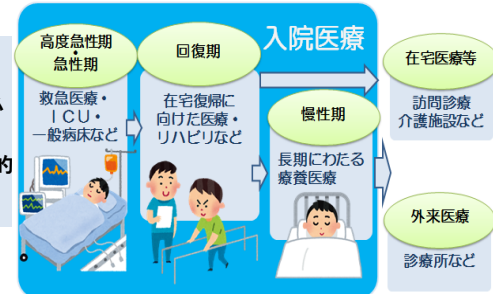 入院医療
高度急性期
・
急性期
救急医療・
ＩＣＵ・
一般病床など
回復期
在宅復帰に
向けた医療・
リハビリなど
慢性期
長期にわたる
療養医療
在宅医療等
訪問診療
介護施設など
外来医療
診療所など
的